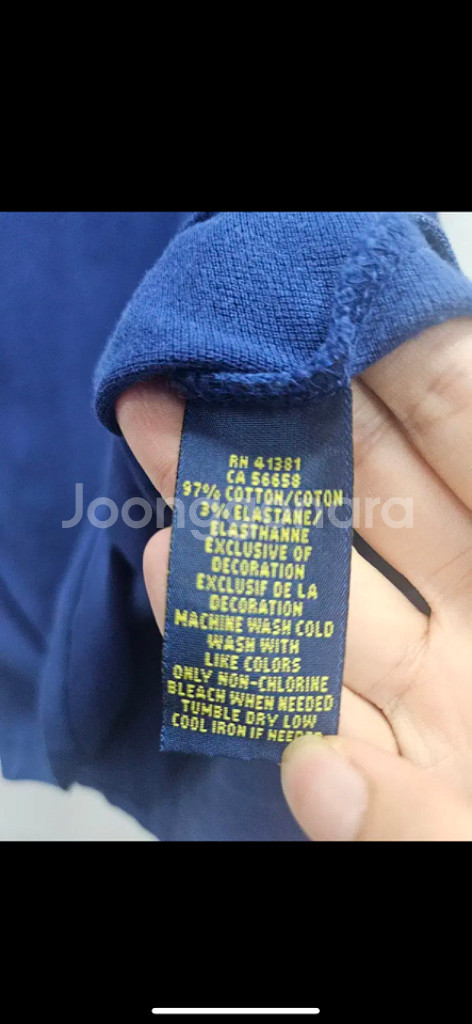 RN 41381
CA 56658
97% COTTON/COTON
3% ELASTANE/
ELASTHANNE
EXCLUSIVE OF
DECORATION
EXCLUSIF DE LA
DECORATION
MACHINE WASH COLD
WASH WITH
LIKE COLORS
ONLY NON-CHLORINE
BLEACH WHEN NEEDED
TUMBLE DRY LOW
COOL IRON IF NEEDED
Joonggonara